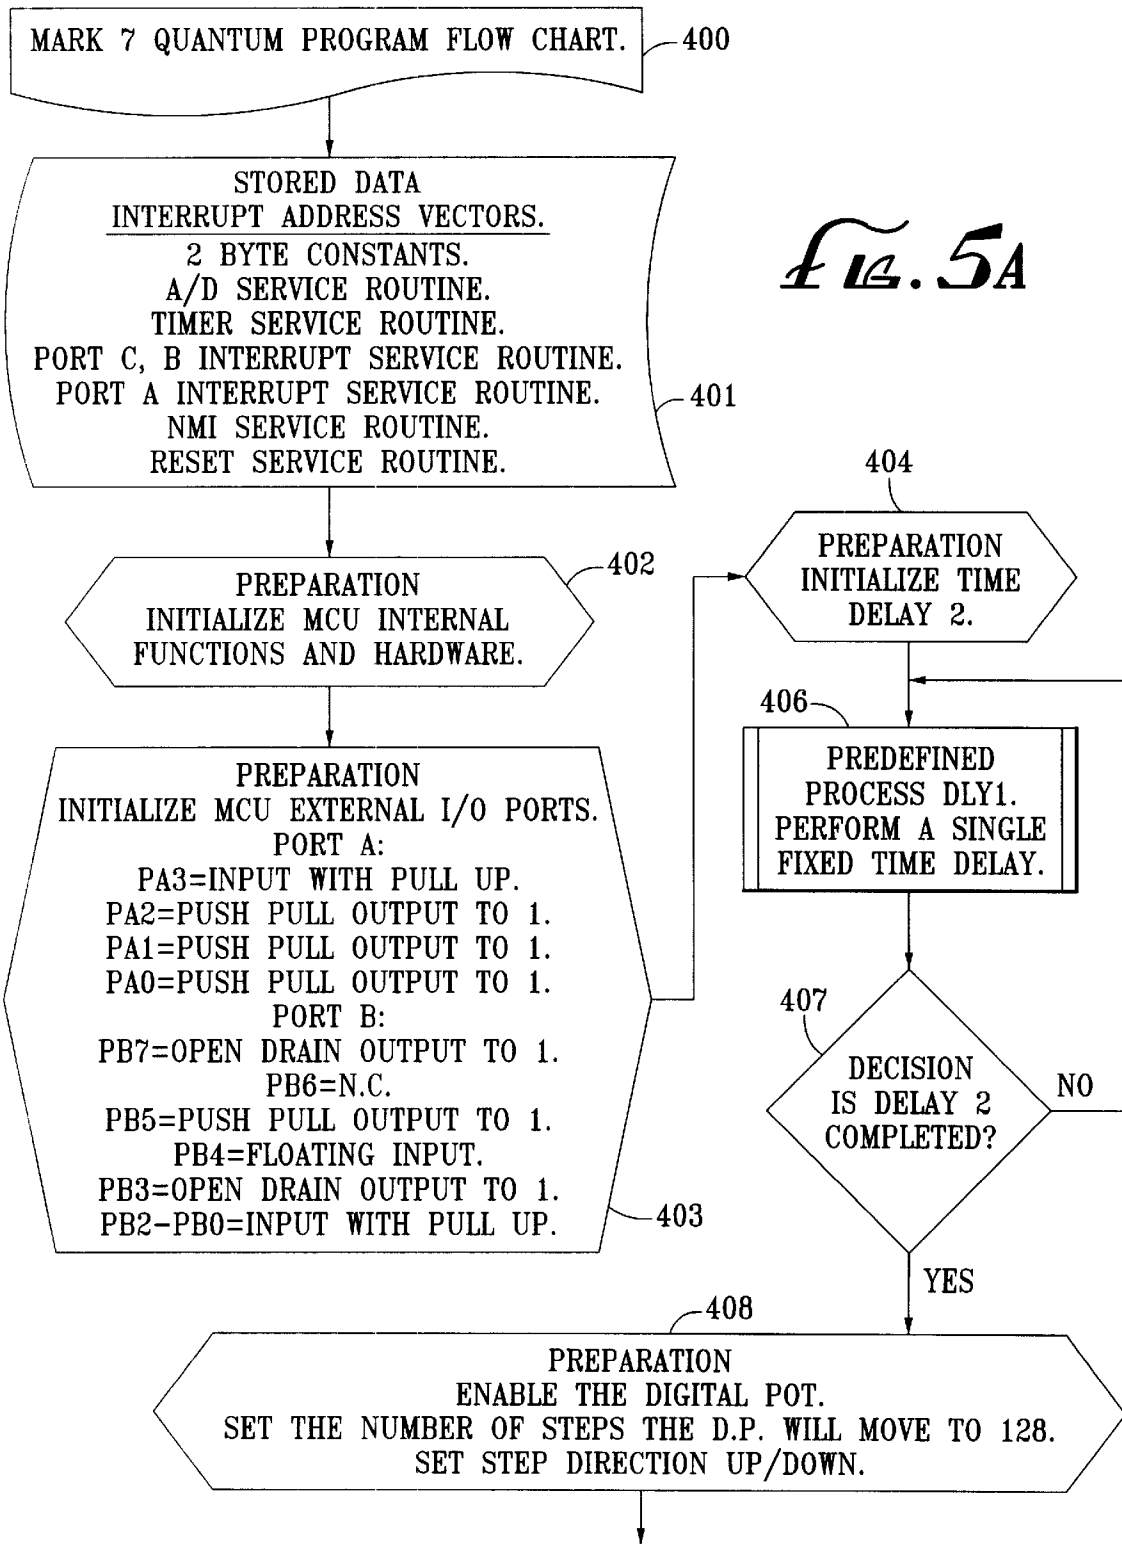 MARK 7 QUANTUM PROGRAM FLOW CHART.
400
STORED DATA
INTERRUPT ADDRESS VECTORS.
2 BYTE CONSTANTS.
A/D SERVICE ROUTINE.
TIMER SERVICE ROUTINE.
PORT C, B INTERRUPT SERVICE ROUTINE.
PORT A INTERRUPT SERVICE ROUTINE.
NMI SERVICE ROUTINE.
RESET SERVICE ROUTINE.
401
FIG. 5A
PREPARATION
INITIALIZE MCU INTERNAL
FUNCTIONS AND HARDWARE.
402
PREPARATION
INITIALIZE MCU EXTERNAL I/O PORTS.
PORT A:
PA3=INPUT WITH PULL UP.
PA2=PUSH PULL OUTPUT TO 1.
PA1=PUSH PULL OUTPUT TO 1.
PA0=PUSH PULL OUTPUT TO 1.
PORT B:
PB7=OPEN DRAIN OUTPUT TO 1.
PB6=N.C.
PB5=PUSH PULL OUTPUT TO 1.
PB4=FLOATING INPUT.
PB3=OPEN DRAIN OUTPUT TO 1.
PB2-PB0=INPUT WITH PULL UP.
403
404
PREPARATION
INITIALIZE TIME
DELAY 2.
406
PREDEFINED
PROCESS DLY1.
PERFORM A SINGLE
FIXED TIME DELAY.
407
DECISION
IS DELAY 2
COMPLETED?
NO
YES
408
PREPARATION
ENABLE THE DIGITAL POT.
SET THE NUMBER OF STEPS THE D.P. WILL MOVE TO 128.
SET STEP DIRECTION UP/DOWN.